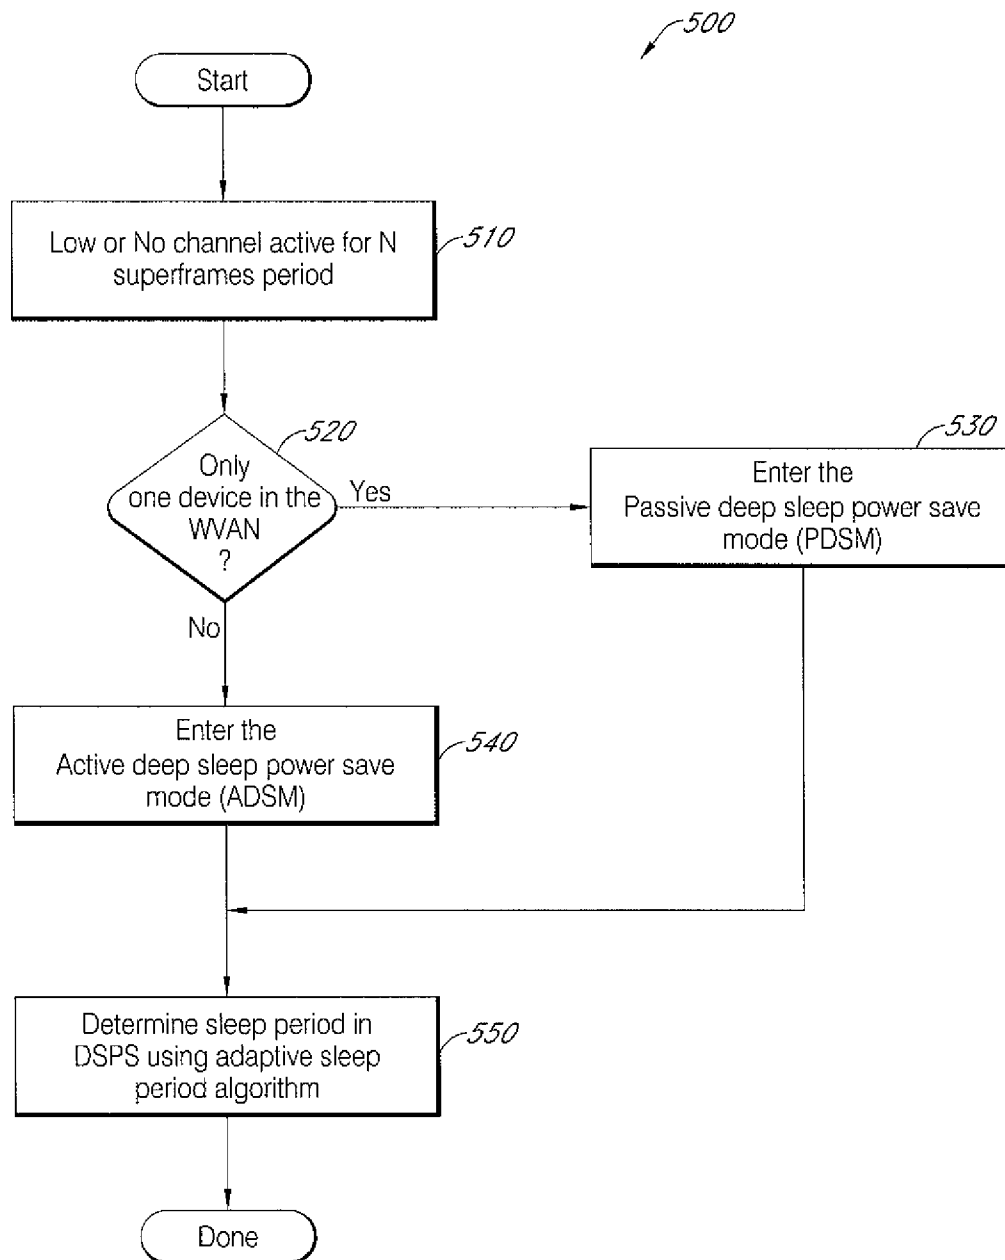 500
Start
Low or No channel active for N
superframes period
510
520
Only
one device in the
WVAN
?
Yes
530
Enter the
Passive deep sleep power save
mode (PDSM)
No
Enter the
Active deep sleep power save
mode (ADSM)
540
Determine sleep period in
DSPS using adaptive sleep
period algorithm
550
Done